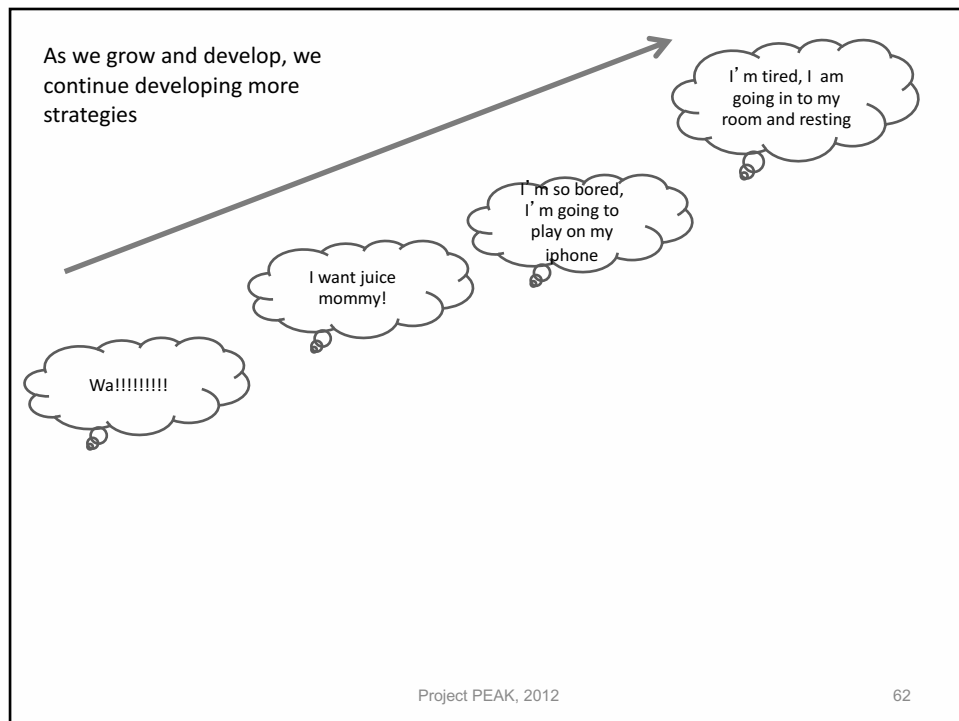 As we grow and develop, we
continue developing more
strategies
I’m tired, I am
going in to my
room and resting
I’m so bored,
I’m going to
play on my
iphone
I want juice
mommy!
Wa!!!!!!!!!
Project PEAK, 2012
62